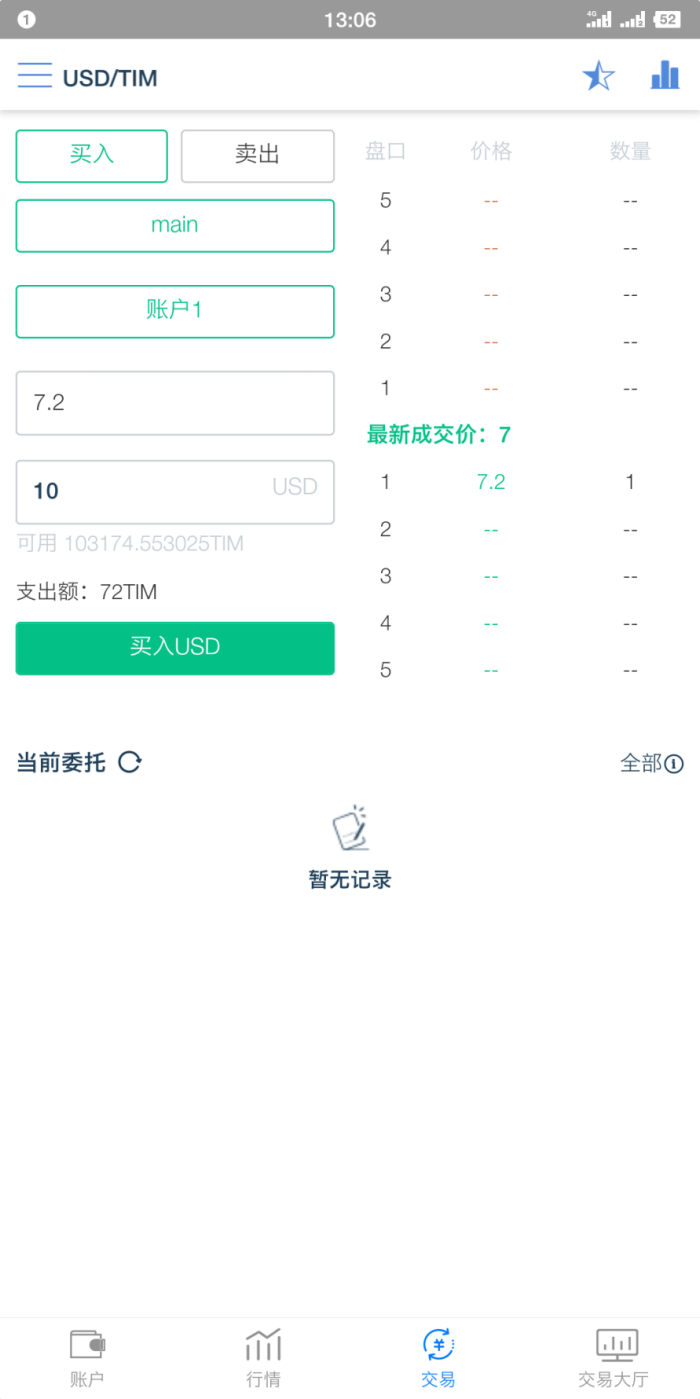 1 13:06 4G 1 2 52
USD/TIM
买入 卖出
main
账户1
7.2
10 USD
可用 103174.553025TIM
支出额：72TIM
买入USD
盘口 价格 数量
5 -- --
4 -- --
3 -- --
2 -- --
1 -- --
最新成交价：7
1 7.2 1
2 -- --
3 -- --
4 -- --
5 -- --
当前委托 全部
暂无记录
账户 行情 交易 交易大厅